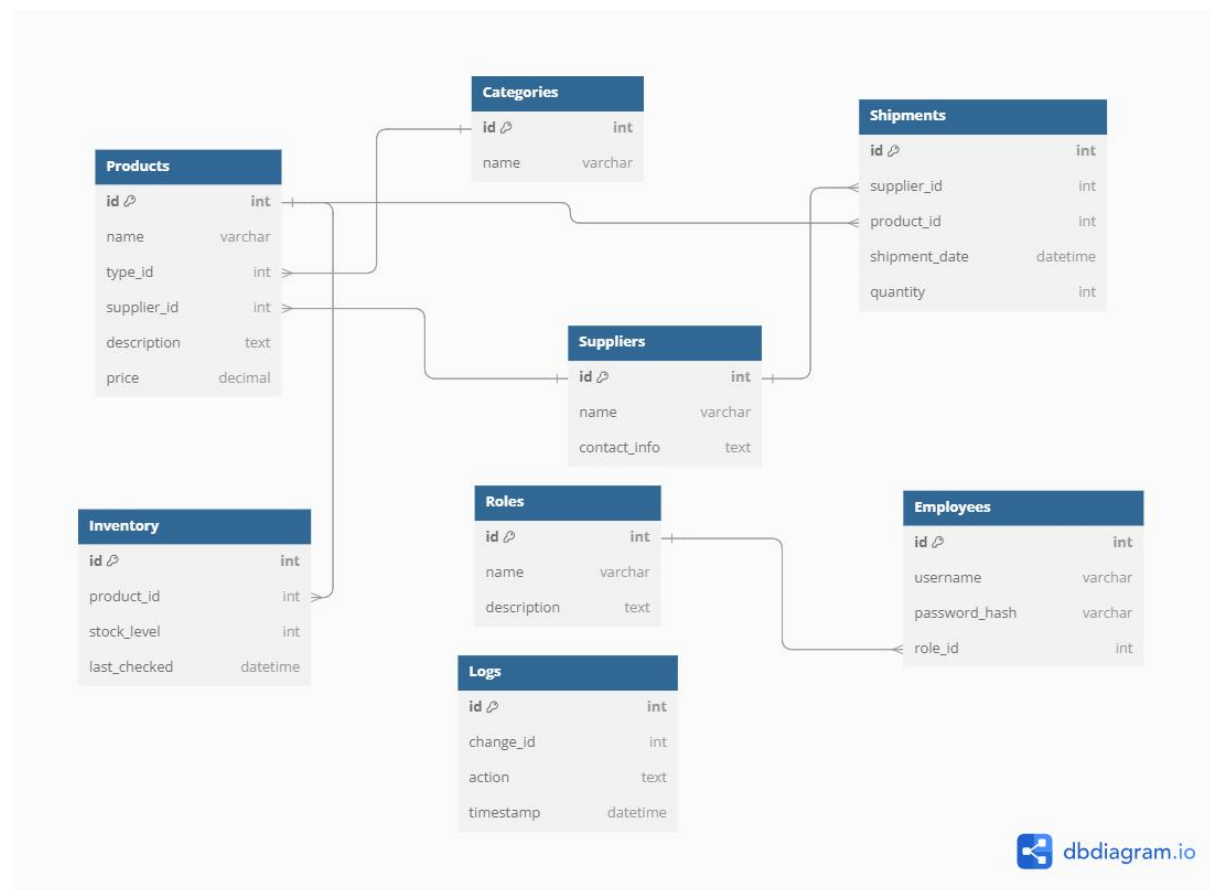 Categories
id int
name varchar
Shipments
id int
supplier_id int
product_id int
shipment_date datetime
quantity int
Products
id int
name varchar
type_id int
supplier_id int
description text
price decimal
Suppliers
id int
name varchar
contact_info text
Roles
id int
name varchar
description text
Employees
id int
username varchar
password_hash varchar
role_id int
Inventory
id int
product_id int
stock_level int
last_checked datetime
Logs
id int
change_id int
action text
timestamp datetime
dbdiagram.io